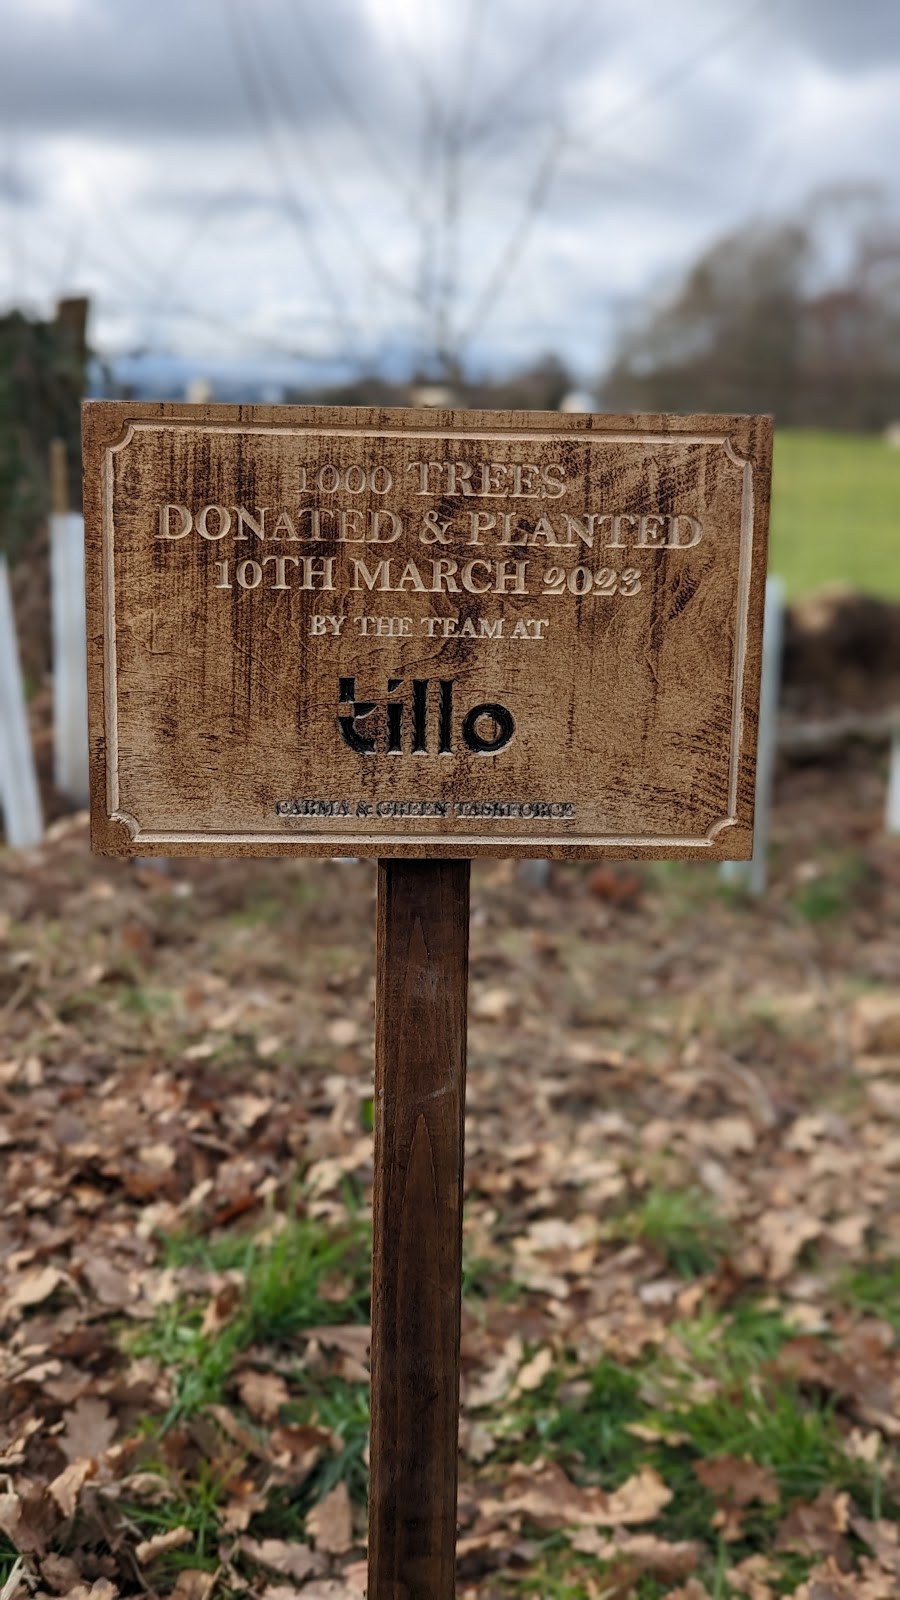 1000 TREES
DONATED & PLANTED
10TH MARCH 2023
BY THE TEAM AT
tillo
CARMA & GREEN TASKFORCE